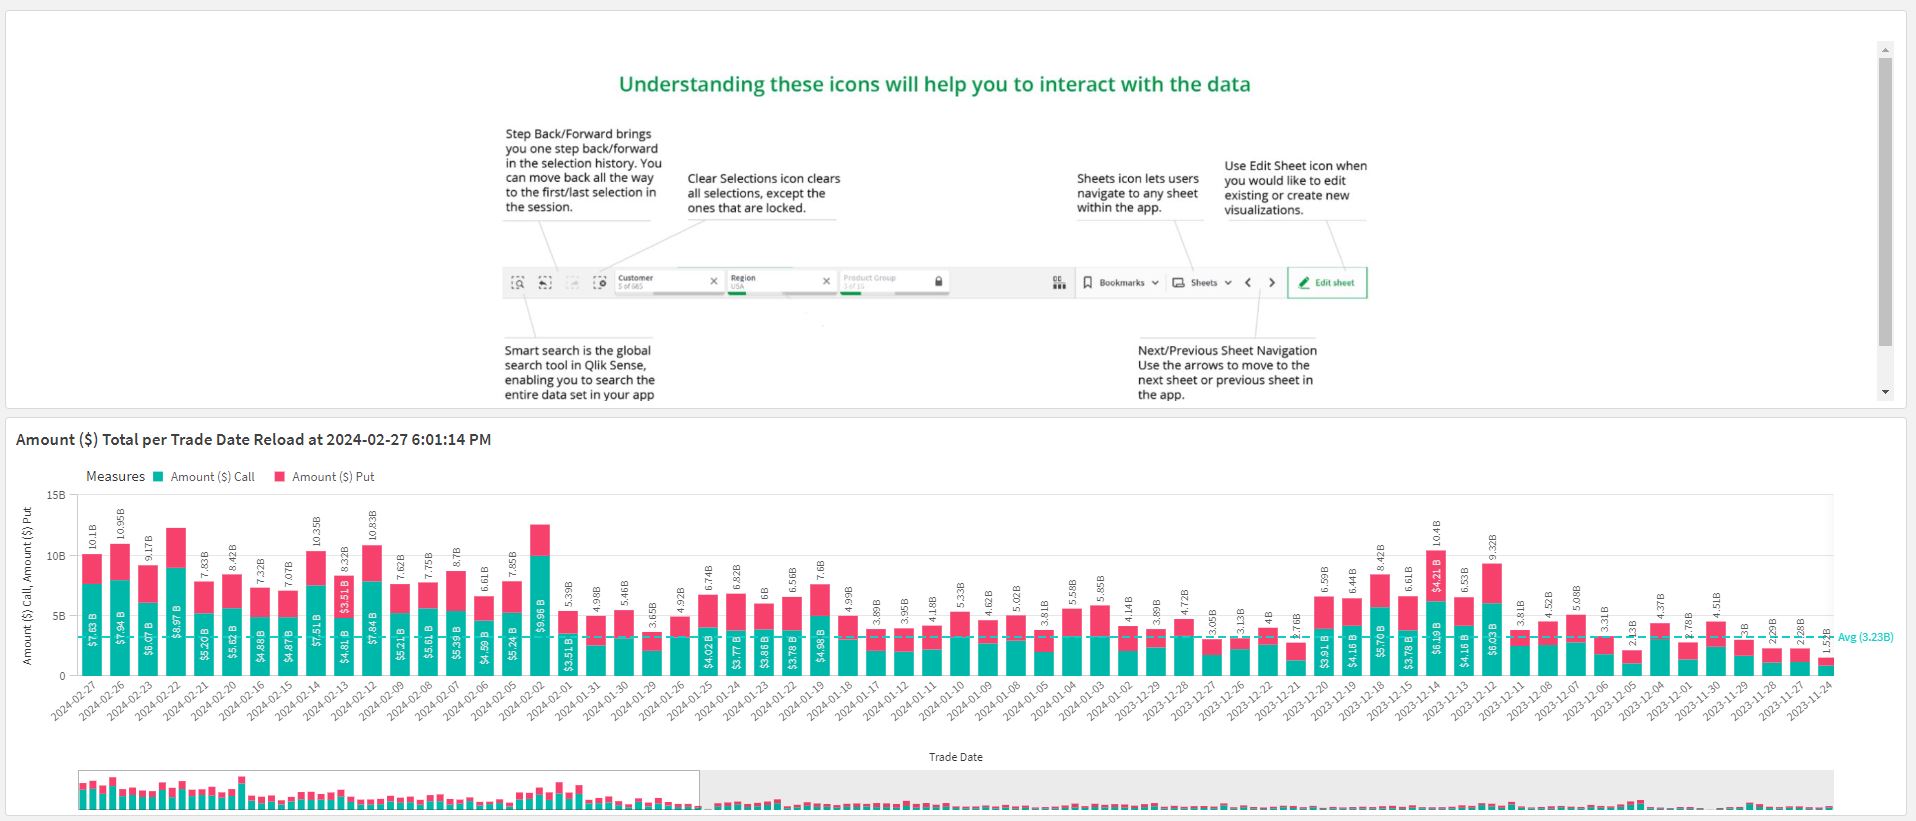 Understanding these icons will help you to interact with the data
Step Back/Forward brings
you one step back/forward
in the selection history. You
can move back all the way
to the first/last selection in
the session.
Clear Selections icon clears
all selections, except the
ones that are locked.
Sheets icon lets users
navigate to any sheet
within the app.
Use Edit Sheet icon when
you would like to edit
existing or create new
visualizations.
Customer
5 of 685
Region
USA
Product Group
Bookmarks
Sheets
Edit sheet
Smart search is the global
search tool in Qlik Sense,
enabling you to search the
entire data set in your app
Next/Previous Sheet Navigation
Use the arrows to move to the
next sheet or previous sheet in
the app.
Amount ($) Total per Trade Date Reload at 2024-02-27 6:01:14 PM
Measures
Amount ($) Call
Amount ($) Put
Amount ($) Call, Amount ($) Put
15B
10B
5B
0
10.1B
10.95B
9.17B
7.83B
8.42B
7.32B
7.07B
10.35B
8.32B
10.83B
7.62B
7.75B
8.7B
6.61B
7.85B
5.39B
4.98B
5.46B
3.65B
4.92B
6.74B
6.82B
6B
6.56B
7.6B
4.99B
3.89B
3.95B
4.18B
5.33B
4.62B
5.02B
3.81B
5.58B
5.85B
4.14B
3.89B
4.72B
3.05B
3.13B
4B
2.76B
6.59B
6.44B
8.42B
6.61B
10.4B
6.53B
9.32B
3.81B
4.52B
5.08B
3.31B
2.13B
4.37B
2.78B
4.51B
3B
2.29B
2.28B
1.52B
$7.63 B
$7.94 B
$6.07 B
$8.97 B
$5.20 B
$5.62 B
$4.88 B
$4.87 B
$7.51 B
$3.51 B
$4.81 B
$7.84 B
$5.21 B
$5.61 B
$5.39 B
$4.59 B
$5.24 B
$9.96 B
$3.51 B
$4.02 B
$3.77 B
$3.86 B
$3.78 B
$4.98 B
$3.91 B
$4.16 B
$5.70 B
$3.78 B
$4.21 B
$6.19 B
$4.16 B
$6.03 B
Avg (3.23B)
2024-02-27
2024-02-26
2024-02-23
2024-02-22
2024-02-21
2024-02-20
2024-02-16
2024-02-15
2024-02-14
2024-02-13
2024-02-12
2024-02-09
2024-02-08
2024-02-07
2024-02-06
2024-02-05
2024-02-02
2024-02-01
2024-01-31
2024-01-30
2024-01-29
2024-01-26
2024-01-25
2024-01-24
2024-01-23
2024-01-22
2024-01-19
2024-01-18
2024-01-17
2024-01-12
2024-01-11
2024-01-10
2024-01-09
2024-01-08
2024-01-05
2024-01-04
2024-01-03
2024-01-02
2023-12-29
2023-12-28
2023-12-27
2023-12-26
2023-12-22
2023-12-21
2023-12-20
2023-12-19
2023-12-18
2023-12-15
2023-12-14
2023-12-13
2023-12-12
2023-12-11
2023-12-08
2023-12-07
2023-12-06
2023-12-05
2023-12-04
2023-12-01
2023-11-30
2023-11-29
2023-11-28
2023-11-27
2023-11-24
Trade Date